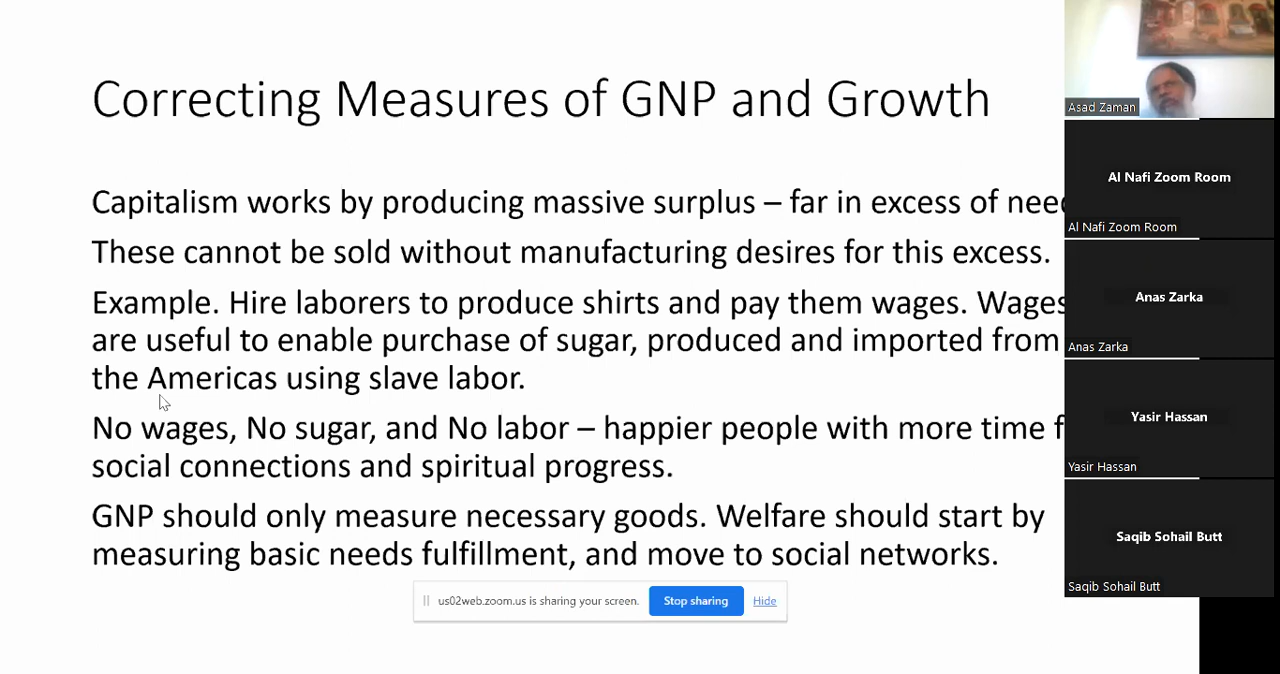 Correcting Measures of GNP and Growth
Capitalism works by producing massive surplus – far in excess of
These cannot be sold without manufacturing desires for this excess.
Example. Hire laborers to produce shirts and pay them wages. Wages
are useful to enable purchase of sugar, produced and imported from
the Americas using slave labor.
No wages, No sugar, and No labor – happier people with more time
social connections and spiritual progress.
GNP should only measure necessary goods. Welfare should start by
measuring basic needs fulfillment, and move to social networks.
us02web.zoom.us is sharing your screen. Stop sharing Hide
Asad Zaman
Al Nafi Zoom Room
Al Nafi Zoom Room
Anas Zarka
Anas Zarka
Yasir Hassan
Yasir Hassan
Saqib Sohail Butt
Saqib Sohail Butt